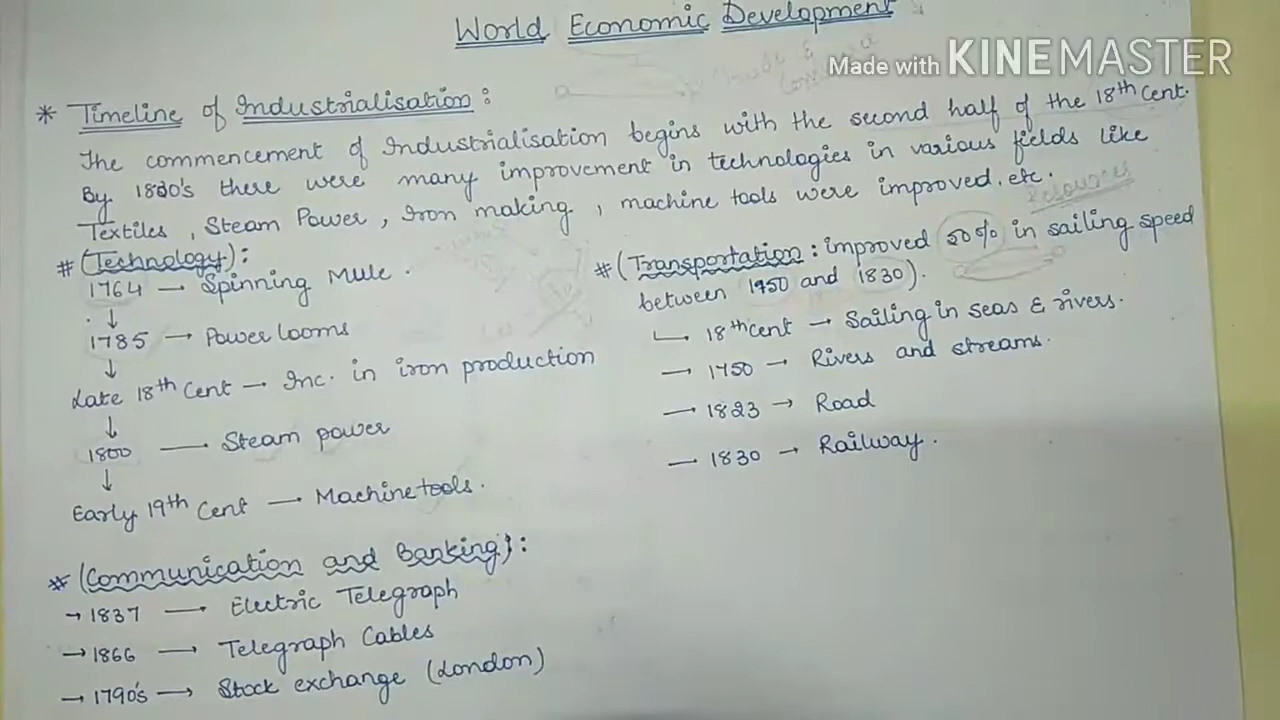 World Economic Development
Made with KINEMASTER
* Timeline of Industrialisation :
The commencement of Industrialisation begins with the second half of the 18th Cent.
By 1800's there were many improvement in technologies in various fields like
Textiles , Steam Power , Iron making , machine tools were improved. etc.
# (Technology) :
1764 → Spinning Mule .
↓
1785 → Power looms
↓
Late 18th Cent → Inc. in iron production
↓
1800 → Steam power
↓
Early 19th Cent → Machine tools.
# (Transportation : improved 50% in sailing speed
between 1750 and 1830).
↳ 18th Cent → Sailing in seas & rivers.
→ 1750 → Rivers and streams.
→ 1823 → Road
→ 1830 → Railway .
# (Communication and Banking) :
→ 1837 → Electric Telegraph
→ 1866 → Telegraph Cables
→ 1790's → Stock exchange (London)
Resources